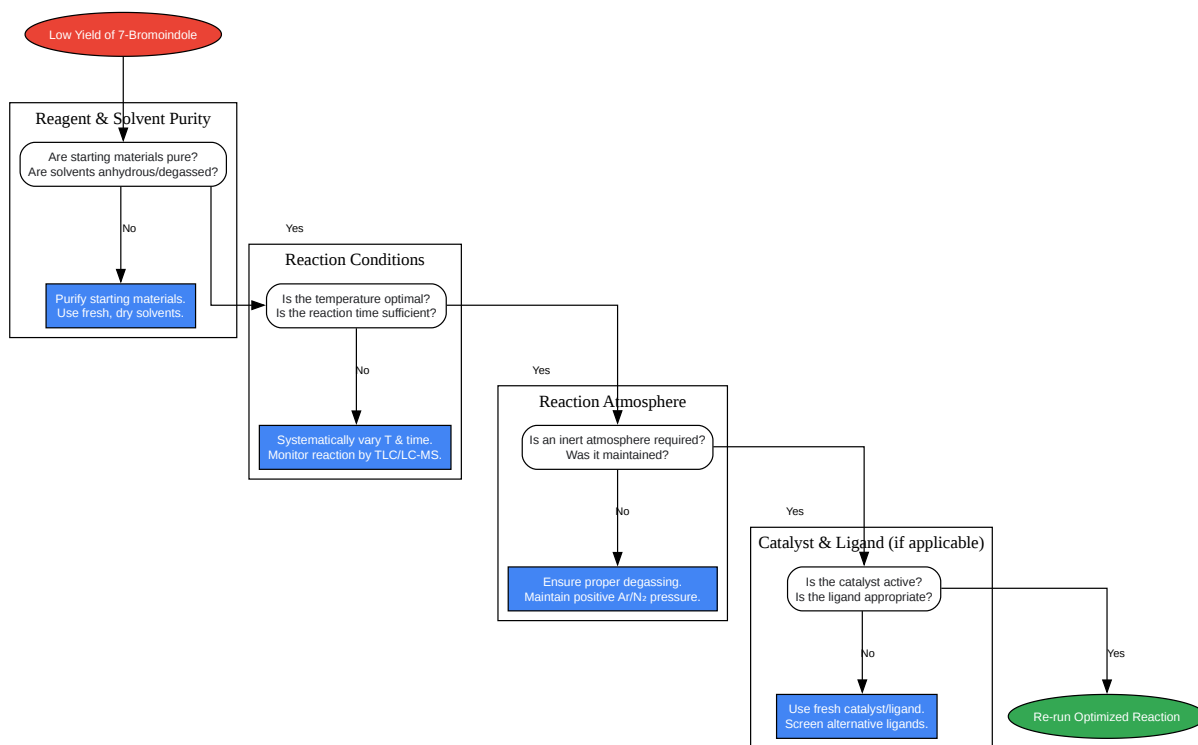 Low Yield of 7-Bromoindole
Reagent & Solvent Purity
Are starting materials pure?
Are solvents anhydrous/degassed?
No
Yes
Purify starting materials.
Use fresh, dry solvents.
Reaction Conditions
Is the temperature optimal?
Is the reaction time sufficient?
No
Yes
Systematically vary T & time.
Monitor reaction by TLC/LC-MS.
Reaction Atmosphere
Is an inert atmosphere required?
Was it maintained?
No
Yes
Ensure proper degassing.
Maintain positive Ar/N₂ pressure.
Catalyst & Ligand (if applicable)
Is the catalyst active?
Is the ligand appropriate?
No
Yes
Use fresh catalyst/ligand.
Screen alternative ligands.
Re-run Optimized Reaction